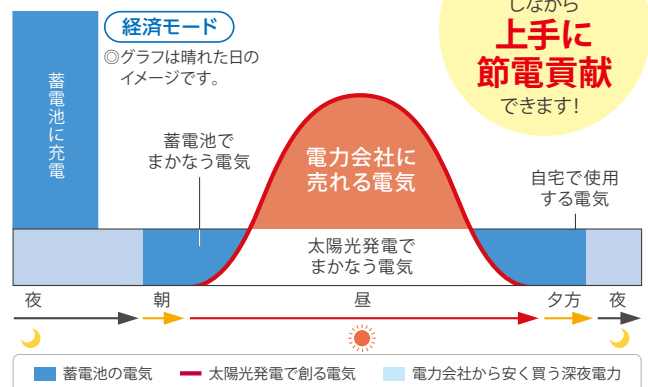 しながら
上手に
節電貢献
できます!
経済モード
◎グラフは晴れた日の
イメージです。
蓄電池に充電
蓄電池で
まかなう電気
電力会社に
売れる電気
自宅で使用
する電気
太陽光発電で
まかなう電気
夜 朝 昼 夕方 夜
蓄電池の電気 太陽光発電で創る電気 電力会社から安く買う深夜電力